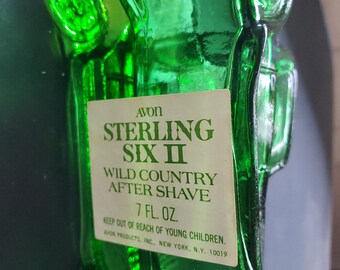 AVON
STERLING
SIX II
WILD COUNTRY
AFTER SHAVE
7 FL. OZ.
KEEP OUT OF REACH OF YOUNG CHILDREN.
AVON PRODUCTS, INC., NEW YORK, N.Y. 10019